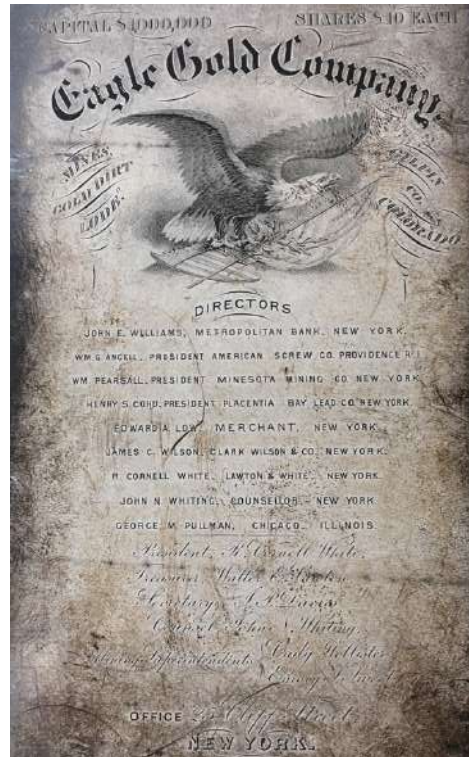 CAPITAL $1,000,000 SHARES $10 EACH
Eagle Gold Company.
MINES,
GOLD DIRT
LODE.
GILPIN
CO.
COLORADO
DIRECTORS
JOHN E. WILLIAMS, METROPOLITAN BANK, NEW YORK.
WM G. ANGELL, PRESIDENT AMERICAN SCREW CO. PROVIDENCE R.I.
WM PEARSALL, PRESIDENT MINESOTA MINING CO. NEW YORK
HENRY S. CORD, PRESIDENT PLACENTIA BAY LEAD CO. NEW YORK.
EDWARD A. LOW, MERCHANT, NEW YORK.
JAMES C. WILSON, CLARK WILSON & CO. NEW YORK.
R. CORNELL WHITE, LAWTON & WHITE, NEW YORK.
JOHN N. WHITING, COUNSELLOR, NEW YORK.
GEORGE M. PULLMAN, CHICAGO, ILLINOIS.
President, R. Cornell White
Treasurer, Walter E. Lawton
Secretary, Davis
Counsel, John N. Whiting,
Mining Superintendents
OFFICE Cliff Street
NEW YORK.